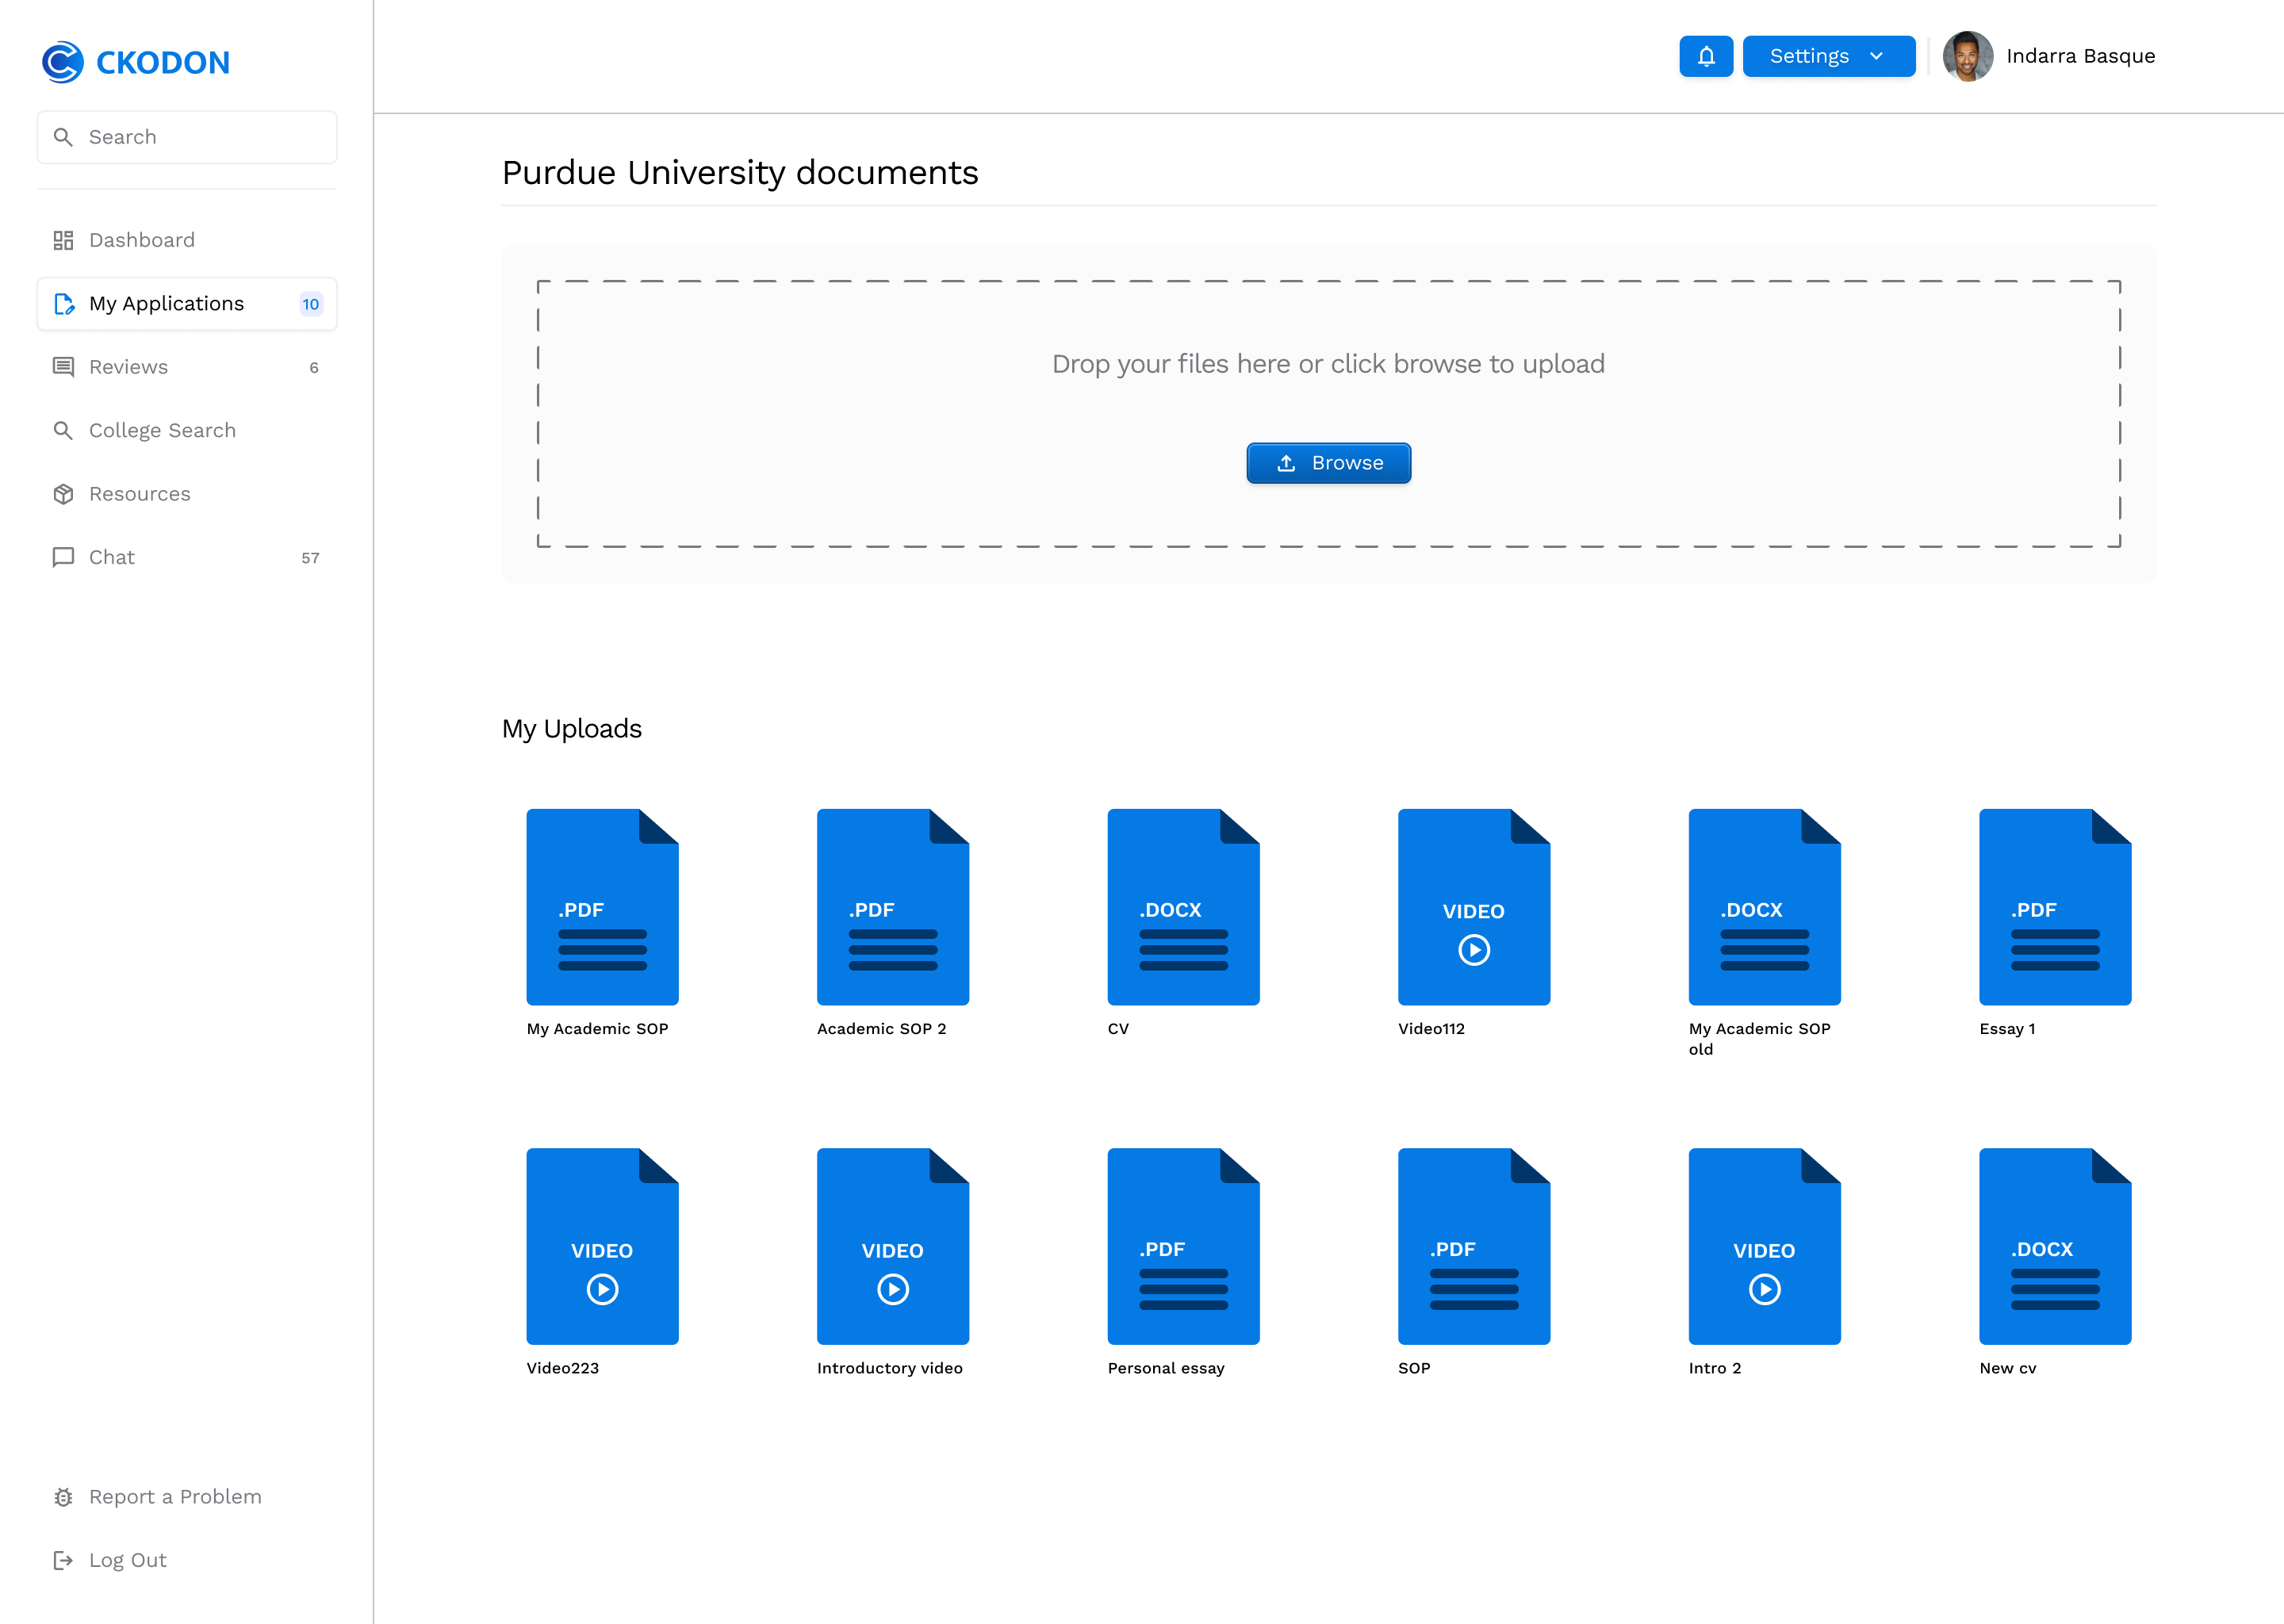 CKODON
Search
Dashboard
My Applications 10
Reviews 6
College Search
Resources
Chat 57
Report a Problem
Log Out
Settings
Indarra Basque
Purdue University documents
Drop your files here or click browse to upload
Browse
My Uploads
.PDF
My Academic SOP
.PDF
Academic SOP 2
.DOCX
CV
VIDEO
Video112
.DOCX
My Academic SOP
old
.PDF
Essay 1
VIDEO
Video223
VIDEO
Introductory video
.PDF
Personal essay
.PDF
SOP
VIDEO
Intro 2
.DOCX
New cv